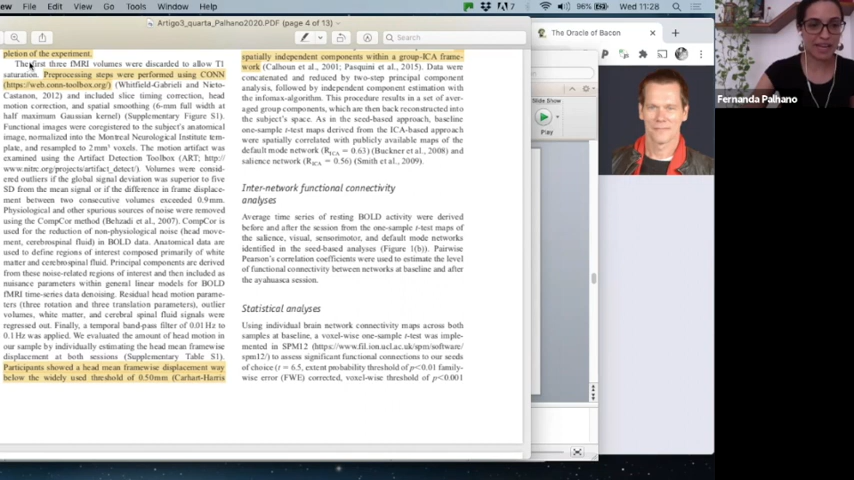 ew File Edit View Go Tools Window Help
7
96%
Wed 11:28
Artigo3_quarta_Palhano2020.PDF (page 4 of 13)
Search
pletion of the experiment.
The first three fMRI volumes were discarded to allow T1
saturation. Preprocessing steps were performed using CONN
(https://web.conn-toolbox.org/) (Whitfield-Gabrieli and Nieto-
Castanon, 2012) and included slice timing correction, head
motion correction, and spatial smoothing (6-mm full width at
half maximum Gaussian kernel) (Supplementary Figure S1).
Functional images were coregistered to the subject's anatomical
image, normalized into the Montreal Neurological Institute tem-
plate, and resampled to 2 mm³ voxels. The motion artifact was
examined using the Artifact Detection Toolbox (ART; http://
www.nitrc.org/projects/artifact_detect/). Volumes were consid-
ered outliers if the global signal deviation was superior to five
SD from the mean signal or if the difference in frame displace-
ment between two consecutive volumes exceeded 0.9 mm.
Physiological and other spurious sources of noise were removed
using the CompCor method (Behzadi et al., 2007). CompCor is
used for the reduction of non-physiological noise (head move-
ment, cerebrospinal fluid) in BOLD data. Anatomical data are
used to define regions of interest composed primarily of white
matter and cerebrospinal fluid. Principal components are derived
from these noise-related regions of interest and then included as
nuisance parameters within general linear models for BOLD
fMRI time-series data denoising. Residual head motion parame-
ters (three rotation and three translation parameters), outlier
volumes, white matter, and cerebral spinal fluid signals were
regressed out. Finally, a temporal band-pass filter of 0.01 Hz to
0.1 Hz was applied. We evaluated the amount of head motion in
our sample by individually estimating the head mean framewise
displacement at both sessions (Supplementary Table S1).
Participants showed a head mean framewise displacement way
below the widely used threshold of 0.50 mm (Carhart-Harris
spatially independent components within a group-ICA frame-
work (Calhoun et al., 2001; Pasquini et al., 2015). Data were
concatenated and reduced by two-step principal component
analysis, followed by independent component estimation with
the infomax-algorithm. This procedure results in a set of aver-
aged group components, which are then back reconstructed into
the subject's space. As in the seed-based approach, baseline
one-sample t-test maps derived from the ICA-based approach
were spatially correlated with publicly available maps of the
default mode network (RICA = 0.63) (Buckner et al., 2008) and
salience network (RICA = 0.56) (Smith et al., 2009).
Inter-network functional connectivity
analyses
Average time series of resting BOLD activity were derived
before and after the session from the one-sample t-test maps of
the salience, visual, sensorimotor, and default mode networks
identified in the seed-based analyses (Figure 1(b)). Pairwise
Pearson's correlation coefficients were used to estimate the level
of functional connectivity between networks at baseline and after
the ayahuasca session.
Statistical analyses
Using individual brain network connectivity maps across both
samples at baseline, a voxel-wise one-sample t-test was imple-
mented in SPM12 (https://www.fil.ion.ucl.ac.uk/spm/software/
spm12/) to assess significant functional connections to our seeds
of choice (t = 6.5, extent probability threshold of p<0.01 family-
wise error (FWE) corrected, voxel-wise threshold of p<0.001
The Oracle of Bacon
Slide Show
Play
Fernanda Palhano